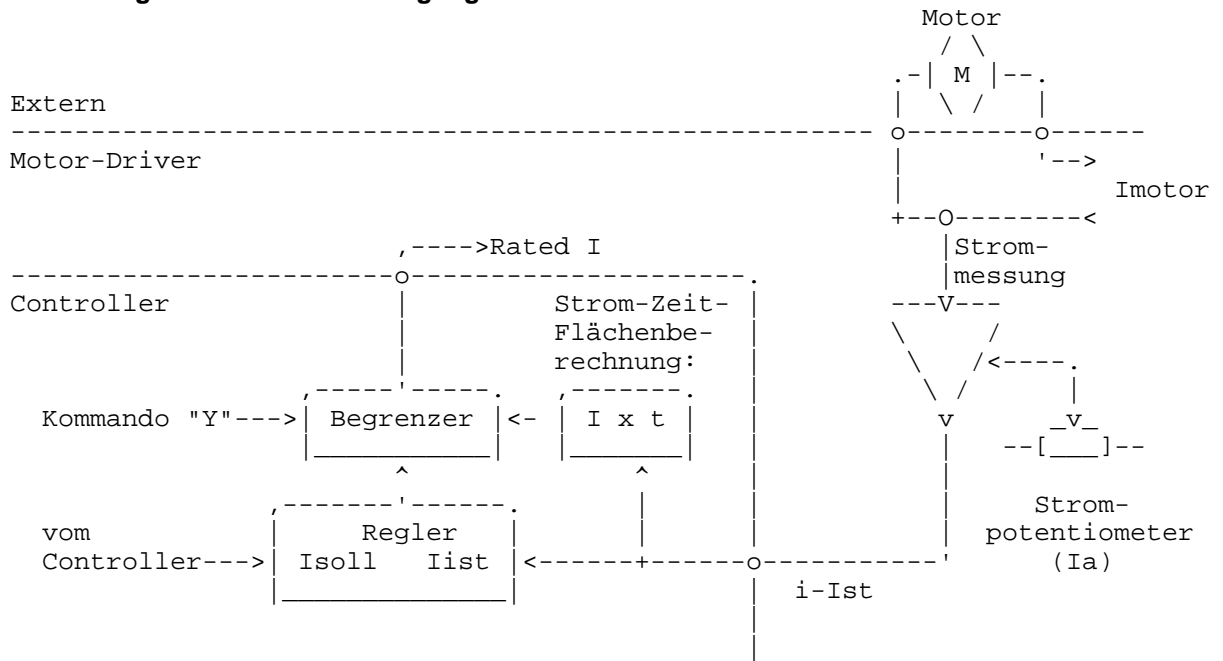 Motor
M
Extern
Motor-Driver
Imotor
Rated I
Strom-
messung
Controller
Strom-Zeit-
Flächenbe-
rechnung:
Kommando "Y"
Begrenzer
I x t
Strom-
vom
Regler
potentiometer
Controller
Isoll Iist
(Ia)
i-Ist